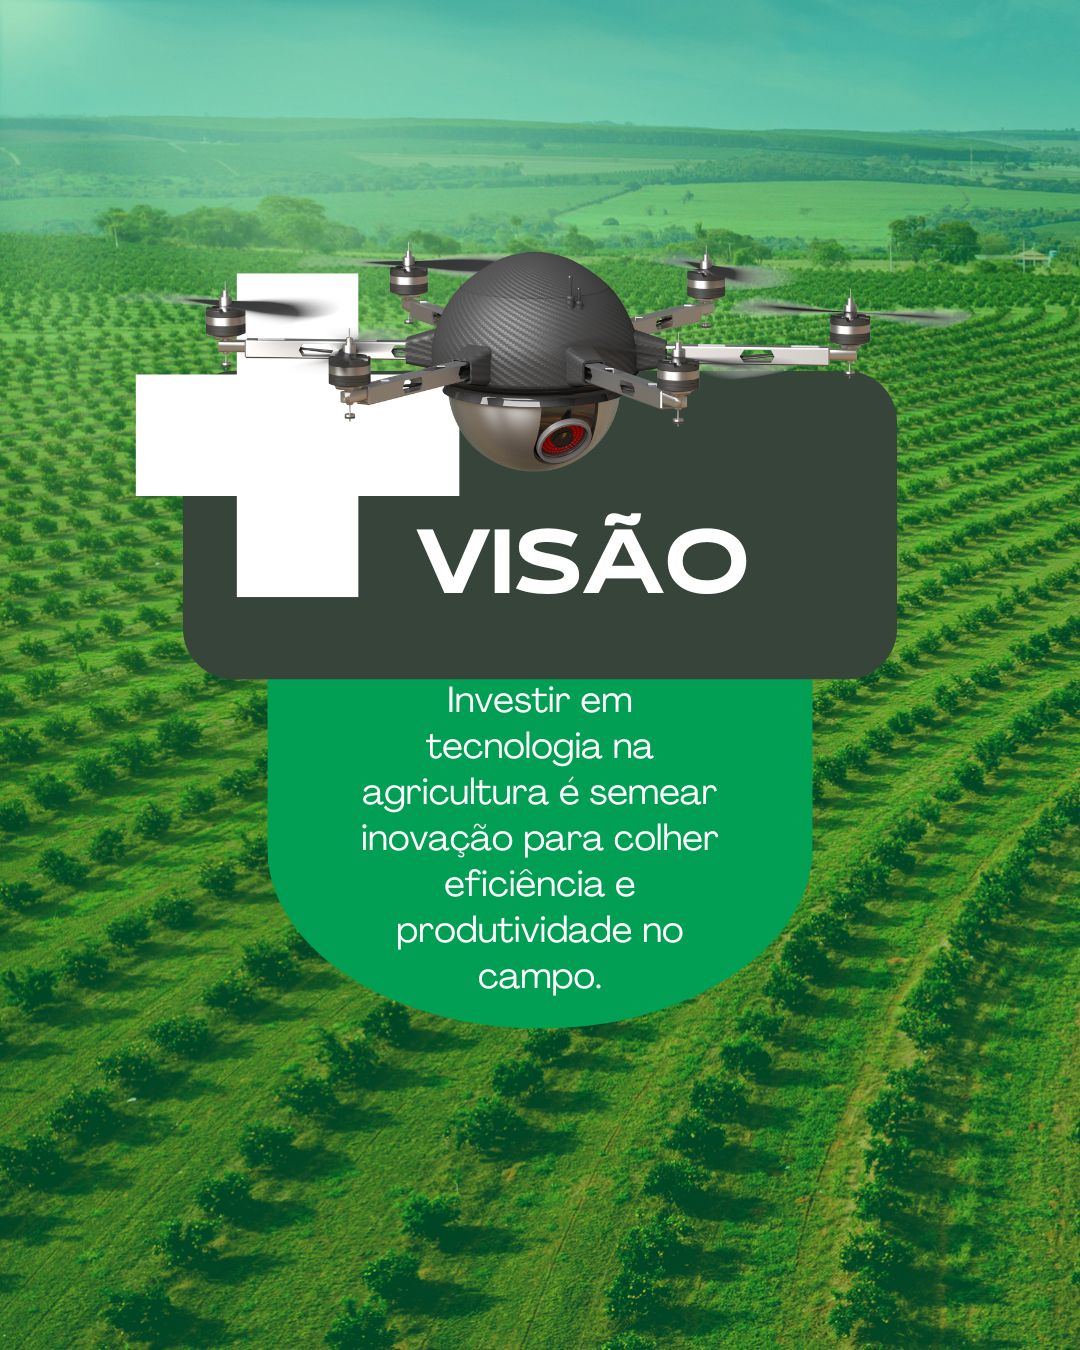 VISÃO
Investir em
tecnologia na
agricultura é semear
inovação para colher
eficiência e
produtividade no
campo.